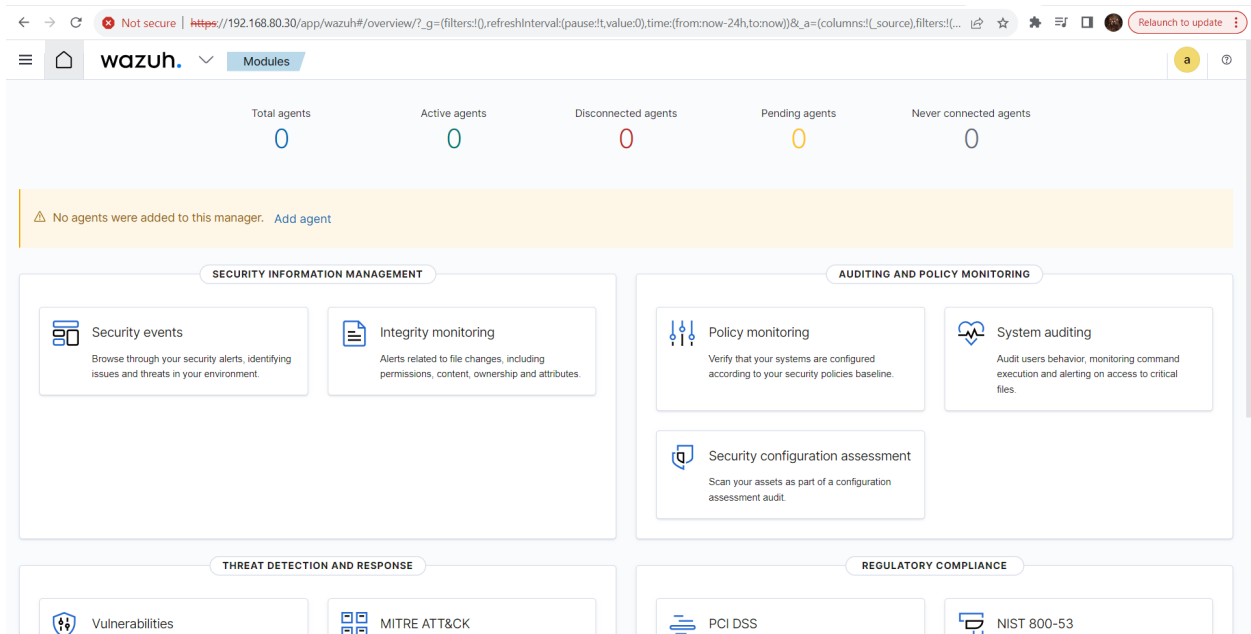 Not secure | https://192.168.80.30/app/wazuh#/overview/?_g=(filters:!(),refreshInterval:(pause:!t,value:0),time:(from:now-24h,to:now))&_a=(columns:!(_source),filters:!(...
Relaunch to update
wazuh.
Modules
a
Total agents
0
Active agents
0
Disconnected agents
0
Pending agents
0
Never connected agents
0
No agents were added to this manager. Add agent
SECURITY INFORMATION MANAGEMENT
Security events
Browse through your security alerts, identifying
issues and threats in your environment.
Integrity monitoring
Alerts related to file changes, including
permissions, content, ownership and attributes.
AUDITING AND POLICY MONITORING
Policy monitoring
Verify that your systems are configured
according to your security policies baseline.
System auditing
Audit users behavior, monitoring command
execution and alerting on access to critical
files.
Security configuration assessment
Scan your assets as part of a configuration
assessment audit.
THREAT DETECTION AND RESPONSE
Vulnerabilities
MITRE ATT&CK
REGULATORY COMPLIANCE
PCI DSS
NIST 800-53